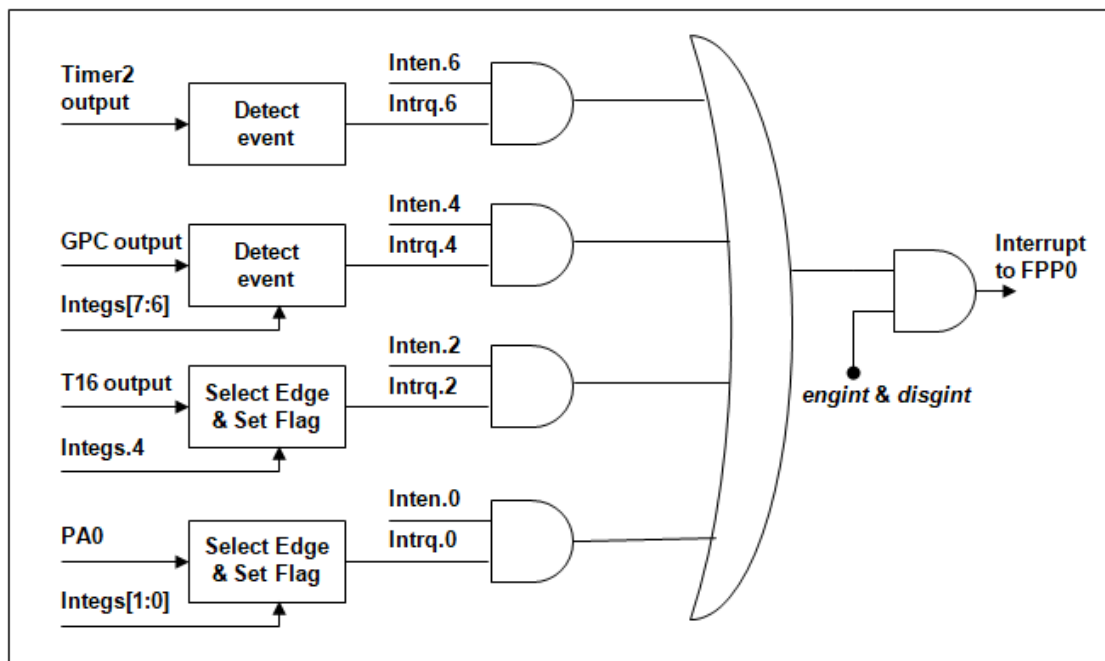 Timer2
output
Detect
event
Inten.6
Intrq.6
GPC output
Integs[7:6]
Detect
event
Inten.4
Intrq.4
T16 output
Integs.4
Select Edge
& Set Flag
Inten.2
Intrq.2
PA0
Integs[1:0]
Select Edge
& Set Flag
Inten.0
Intrq.0
Interrupt
to FPP0
engint & disgint